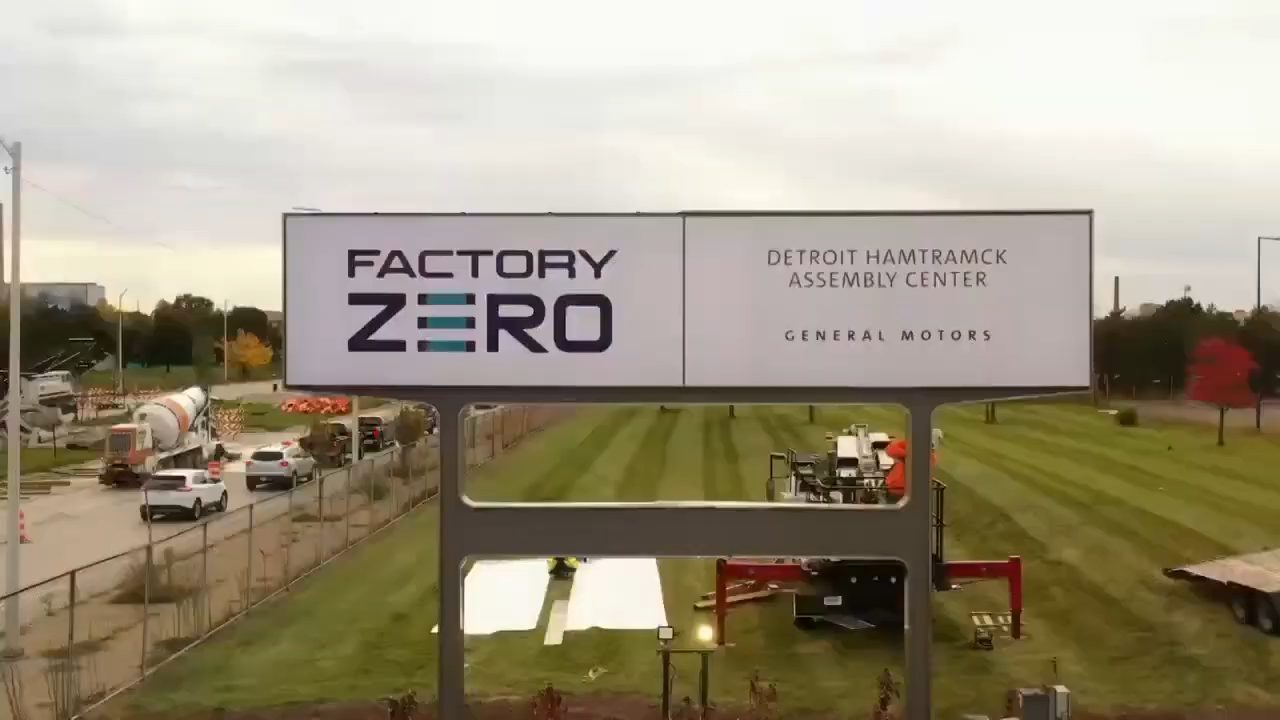 FACTORY
ZERO
DETROIT HAMTRAMCK
ASSEMBLY CENTER
GENERAL MOTORS